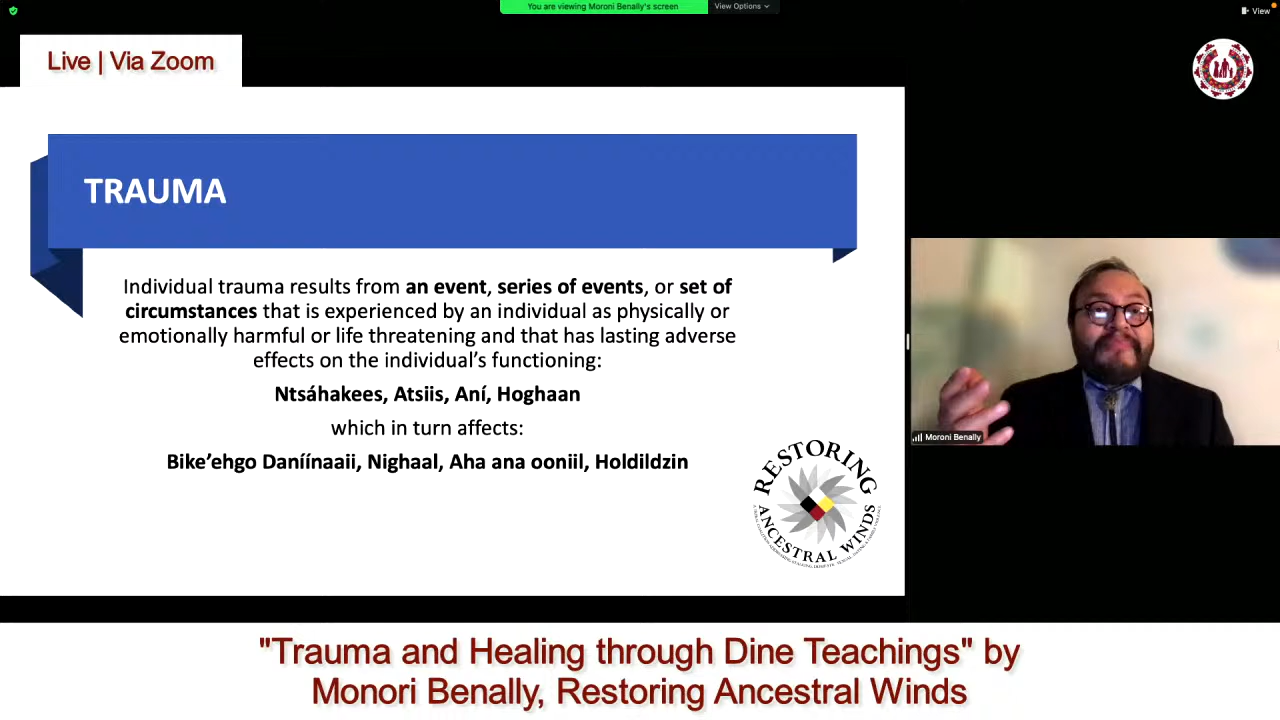 You are viewing Moroni Benally's screen
View Options
View
Live | Via Zoom
TRAUMA
Individual trauma results from an event, series of events, or set of
circumstances that is experienced by an individual as physically or
emotionally harmful or life threatening and that has lasting adverse
effects on the individual's functioning:
Ntsáhakees, Atsiis, Aní, Hoghaan
which in turn affects:
Bike'ehgo Daníínaaii, Nighaal, Aha ana ooniil, Holdildzin
RESTORING
ANCESTRAL WINDS
Moroni Benally
"Trauma and Healing through Dine Teachings" by
Monori Benally, Restoring Ancestral Winds